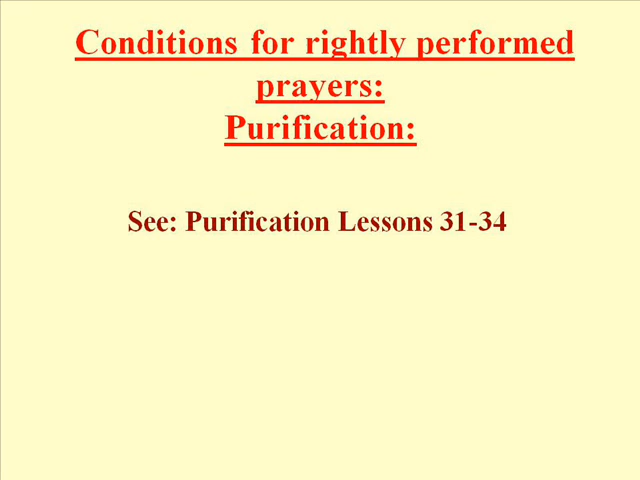 Conditions for rightly performed
prayers:
Purification:
See: Purification Lessons 31-34